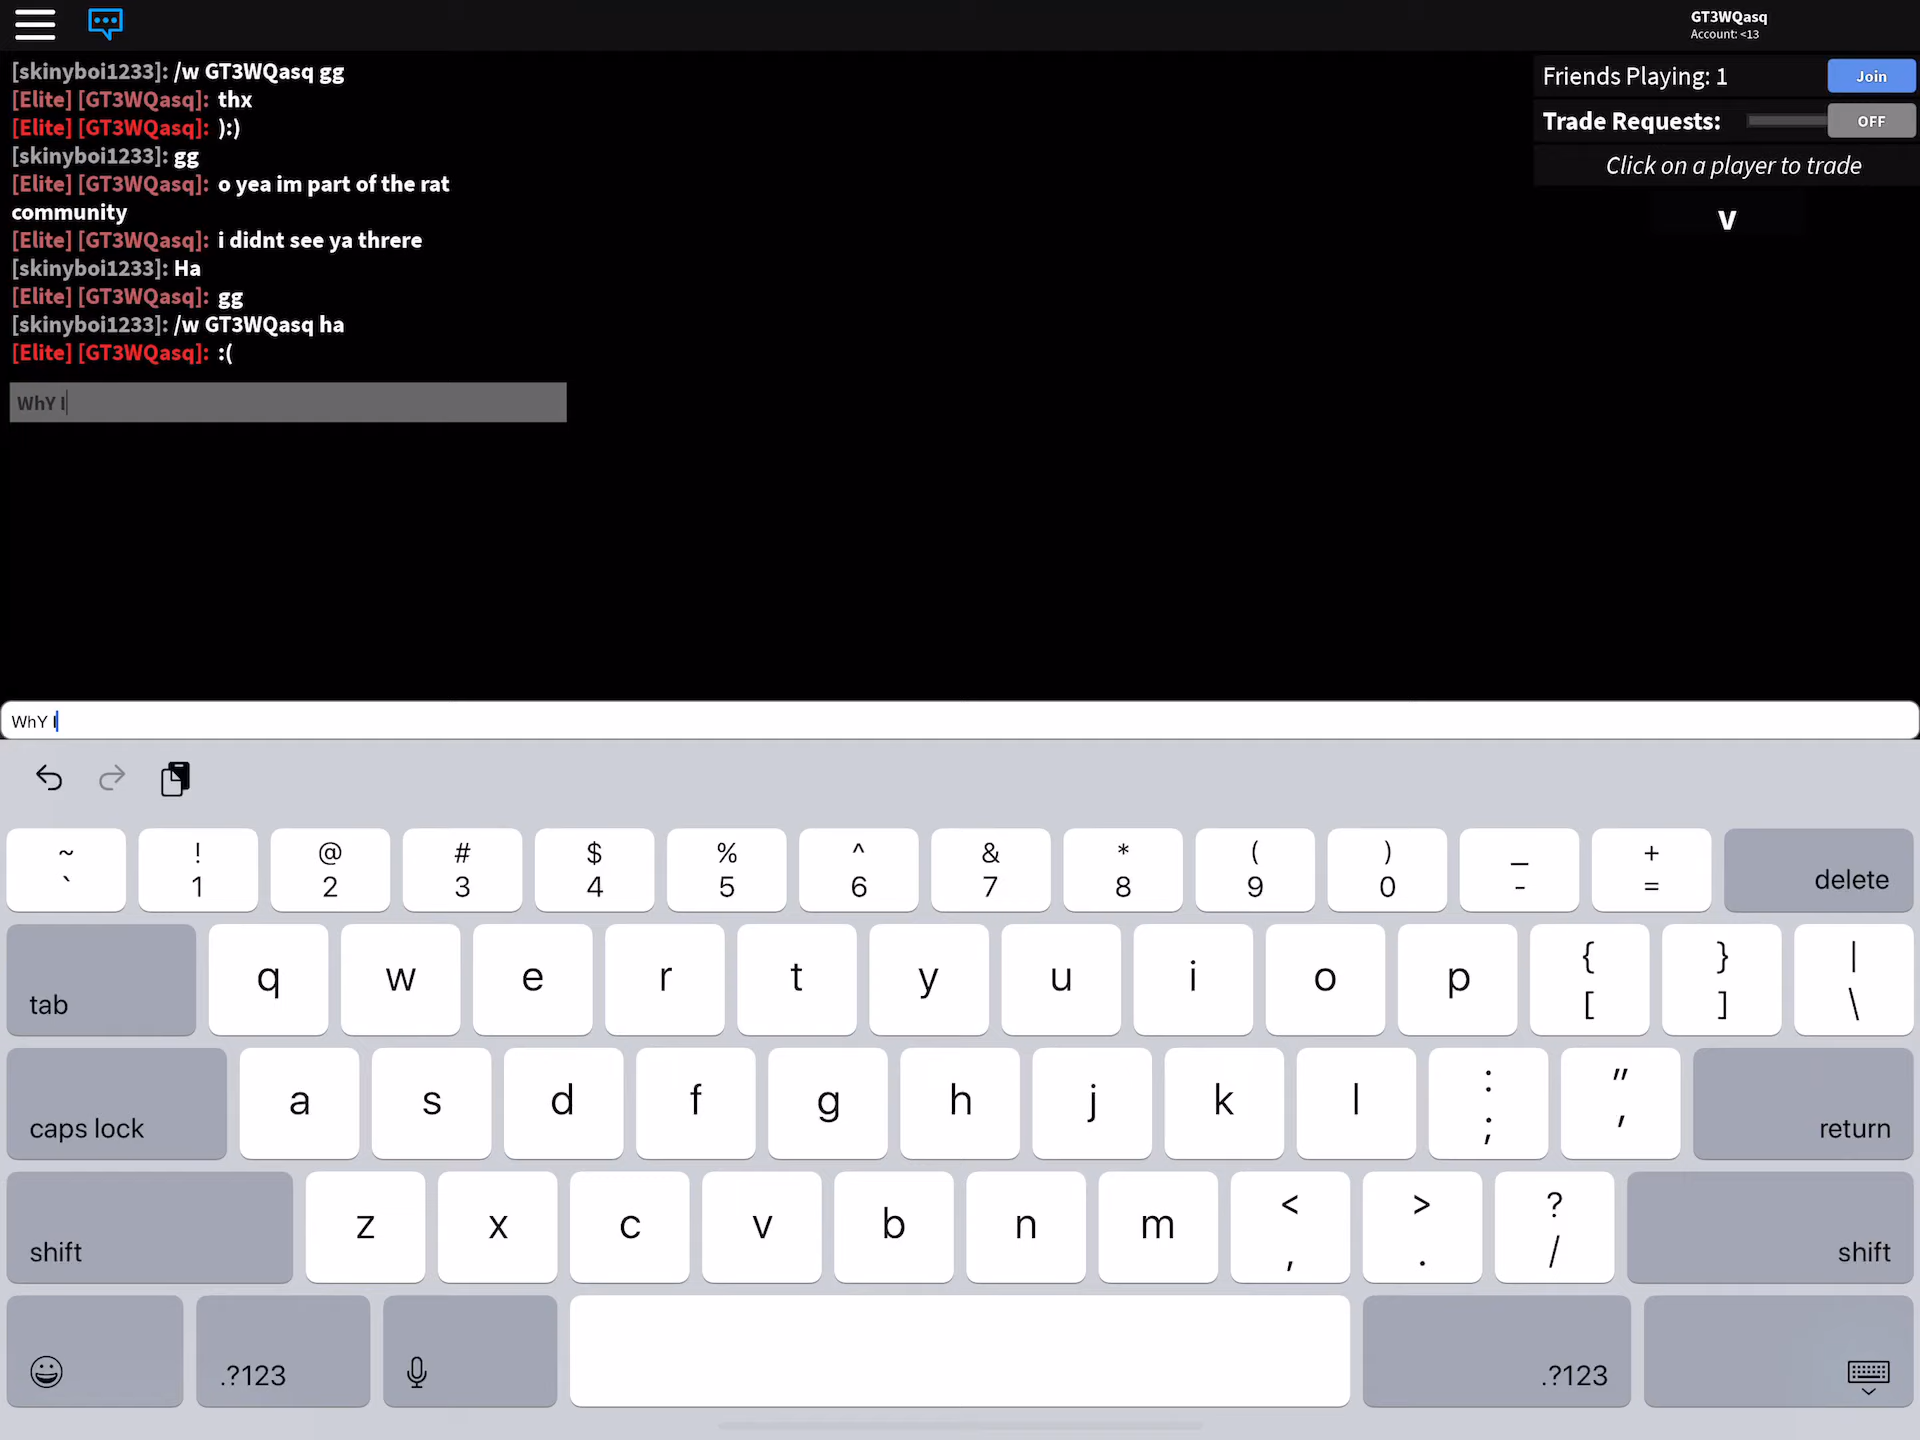 GT3WQasq
Account: <13
[skinyboi1233]: /w GT3WQasq gg
[Elite] [GT3WQasq]: thx
[Elite] [GT3WQasq]: ):)
[skinyboi1233]: gg
[Elite] [GT3WQasq]: o yea im part of the rat
community
[Elite] [GT3WQasq]: i didnt see ya threre
[skinyboi1233]: Ha
[Elite] [GT3WQasq]: gg
[skinyboi1233]: /w GT3WQasq ha
[Elite] [GT3WQasq]: :(
WhY I
Friends Playing: 1
Join
Trade Requests:
OFF
Click on a player to trade
V
WhY I
~ ! @ # $ % ^ & * ( ) _ +
` 1 2 3 4 5 6 7 8 9 0 - = delete
tab q w e r t y u i o p { [ } ] | \
caps lock a s d f g h j k l : ; " ' return
shift z x c v b n m < , > . ? / shift
.?123 .?123